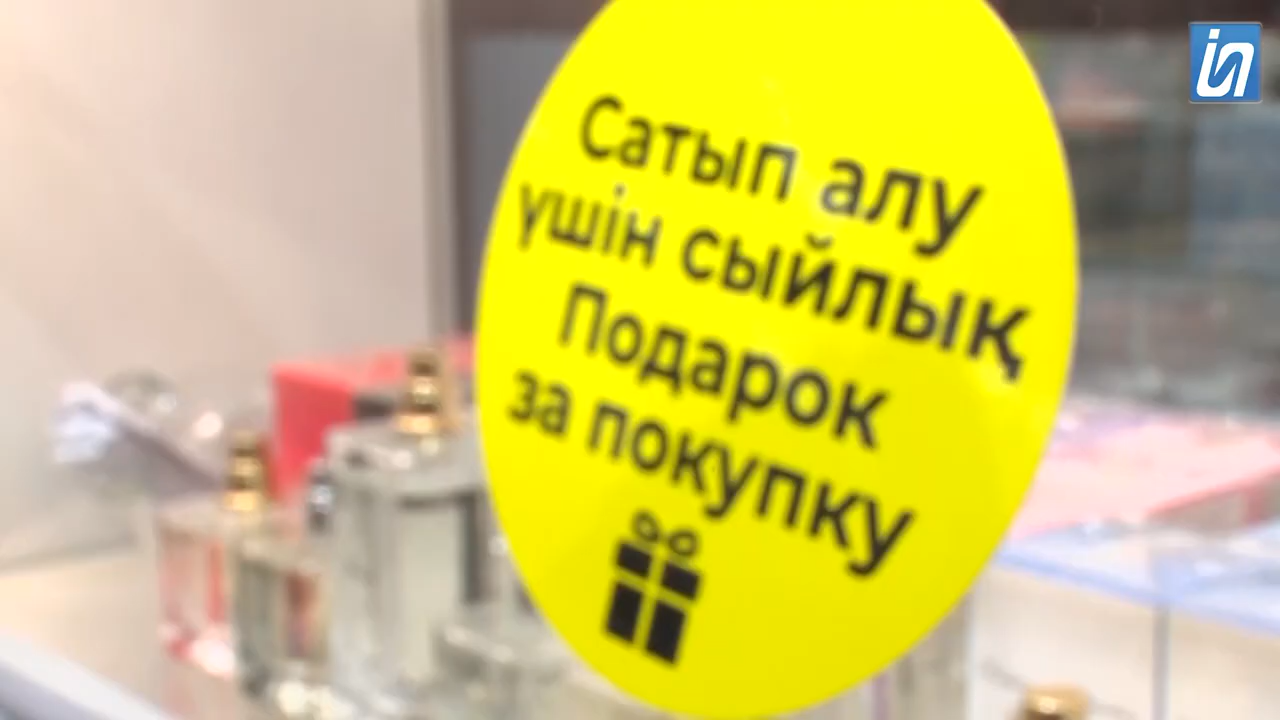 Сатып алу
үшін сыйлық
Подарок
за покупку